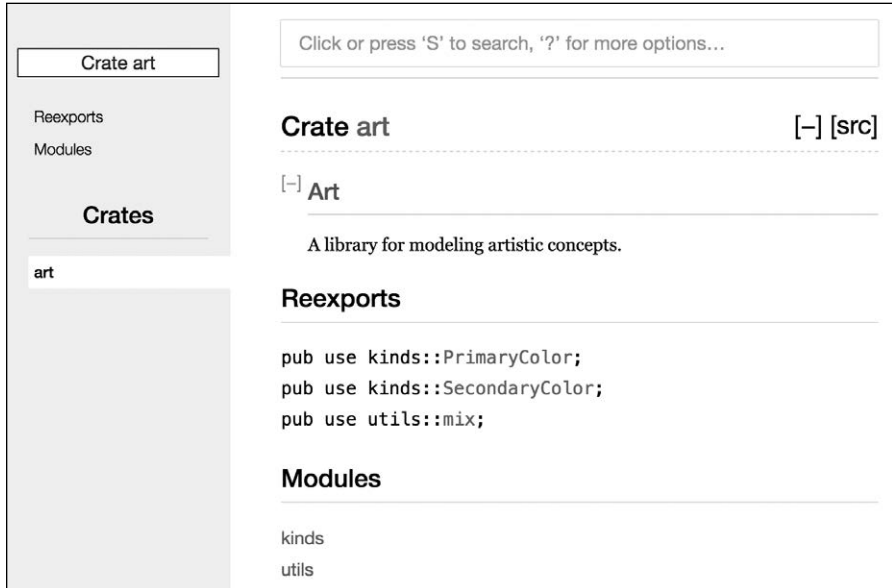 Crate art
Reexports
Modules
Crates
art
Click or press ‘S’ to search, ‘?’ for more options…
Crate art [–] [src]
[–] Art
A library for modeling artistic concepts.
Reexports
pub use kinds::PrimaryColor;
pub use kinds::SecondaryColor;
pub use utils::mix;
Modules
kinds
utils